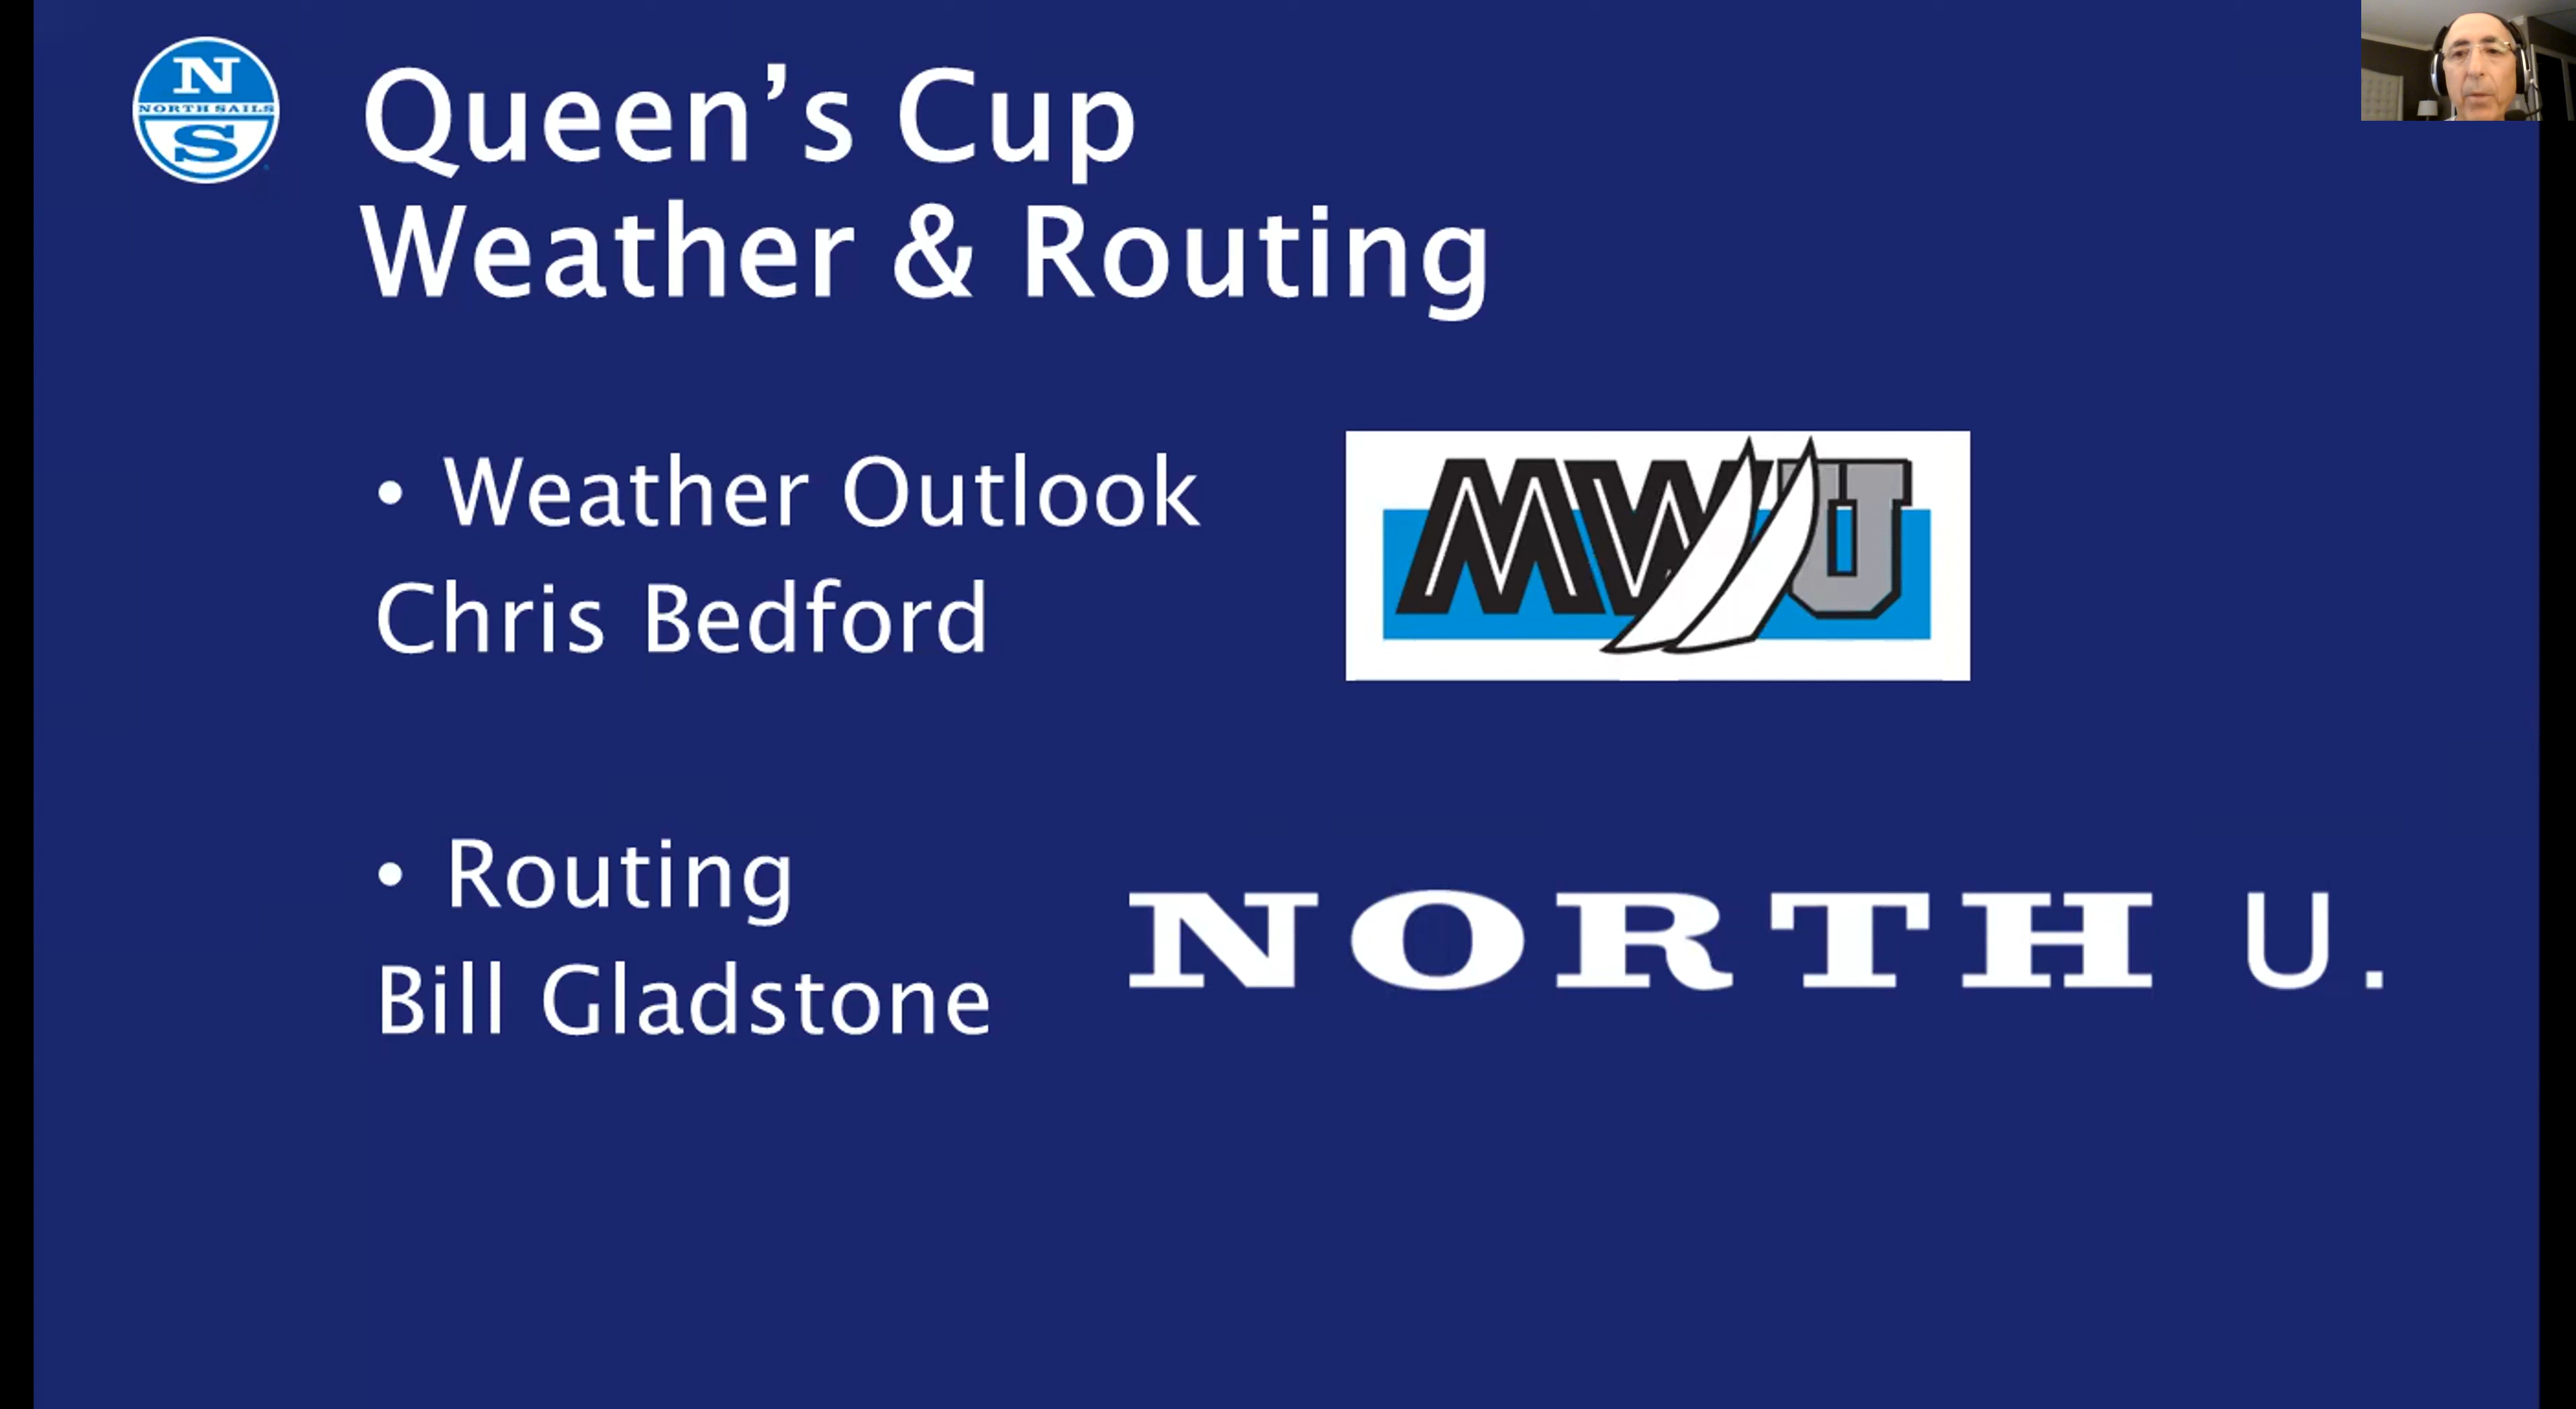 N
NORTH SAILS
S
Queen’s Cup
Weather & Routing
• Weather Outlook
Chris Bedford
MWU
• Routing
Bill Gladstone
NORTH U.